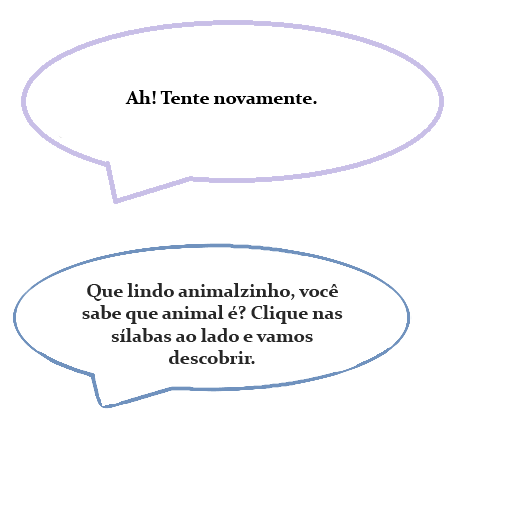 Ah! Tente novamente.
Que lindo animalzinho, você
sabe que animal é? Clique nas
sílabas ao lado e vamos
descobrir.